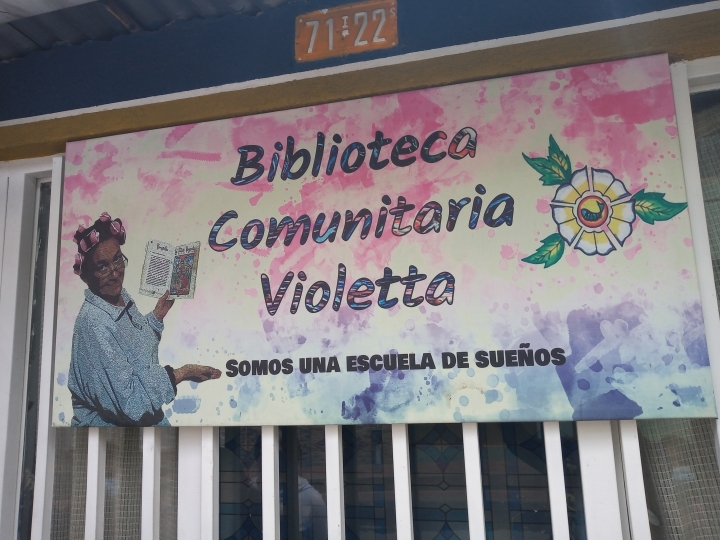 71-22 S
Biblioteca
Comunitaria
Violetta
SOMOS UNA ESCUELA DE SUEÑOS